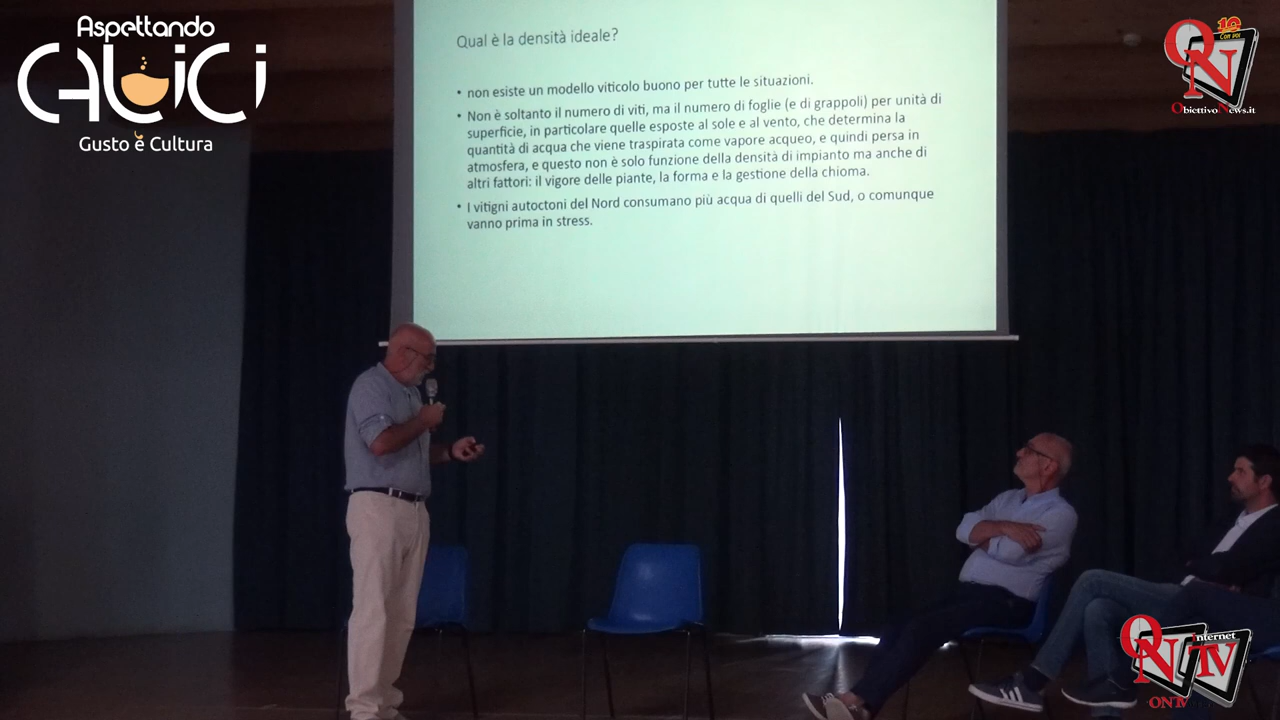 Aspettando
CALICI
Gusto è Cultura
Qual è la densità ideale?
• non esiste un modello viticolo buono per tutte le situazioni.
• Non è soltanto il numero di viti, ma il numero di foglie (e di grappoli) per unità di
superficie, in particolare quelle esposte al sole e al vento, che determina la
quantità di acqua che viene traspirata come vapore acqueo, e quindi persa in
atmosfera, e questo non è solo funzione della densità di impianto ma anche di
altri fattori: il vigore delle piante, la forma e la gestione della chioma.
• I vitigni autoctoni del Nord consumano più acqua di quelli del Sud, o comunque
vanno prima in stress.
10
Con voi
ON
ObiettivoNews.it
ON
internet
TV